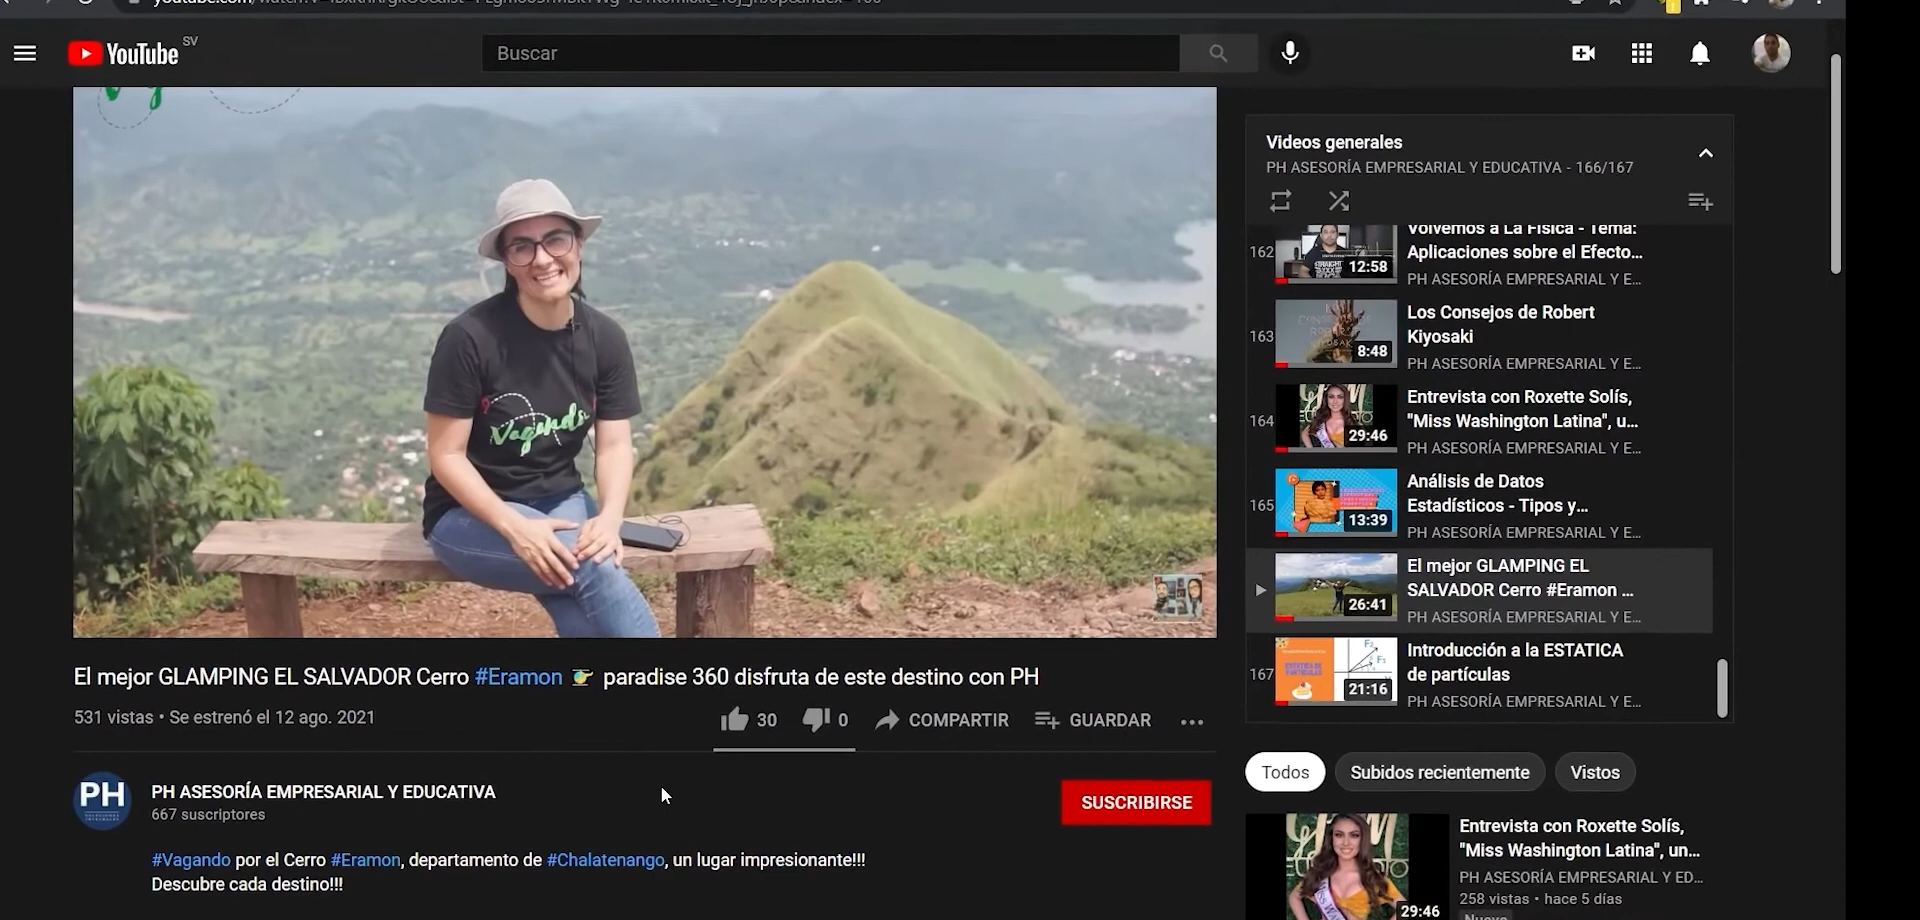 YouTube SV
Buscar
Vagando
El mejor GLAMPING EL SALVADOR Cerro #Eramon paradise 360 disfruta de este destino con PH
531 vistas • Se estrenó el 12 ago. 2021
30
0
COMPARTIR
GUARDAR
PH
PH ASESORÍA EMPRESARIAL Y EDUCATIVA
667 suscriptores
SUSCRIBIRSE
#Vagando por el Cerro #Eramon, departamento de #Chalatenango, un lugar impresionante!!!
Descubre cada destino!!!
Videos generales
PH ASESORÍA EMPRESARIAL Y EDUCATIVA - 166/167
162
12:58
Volvemos a La Física - Tema:
Aplicaciones sobre el Efecto...
PH ASESORÍA EMPRESARIAL Y E...
163
8:48
Los Consejos de Robert
Kiyosaki
PH ASESORÍA EMPRESARIAL Y E...
164
29:46
Entrevista con Roxette Solís,
"Miss Washington Latina", u...
PH ASESORÍA EMPRESARIAL Y E...
165
13:39
Análisis de Datos
Estadísticos - Tipos y...
PH ASESORÍA EMPRESARIAL Y E...
26:41
El mejor GLAMPING EL
SALVADOR Cerro #Eramon ...
PH ASESORÍA EMPRESARIAL Y E...
167
21:16
Introducción a la ESTATICA
de partículas
PH ASESORÍA EMPRESARIAL Y E...
Todos
Subidos recientemente
Vistos
29:46
Entrevista con Roxette Solís,
"Miss Washington Latina", un...
PH ASESORÍA EMPRESARIAL Y ED...
258 vistas • hace 5 días
Nuevo